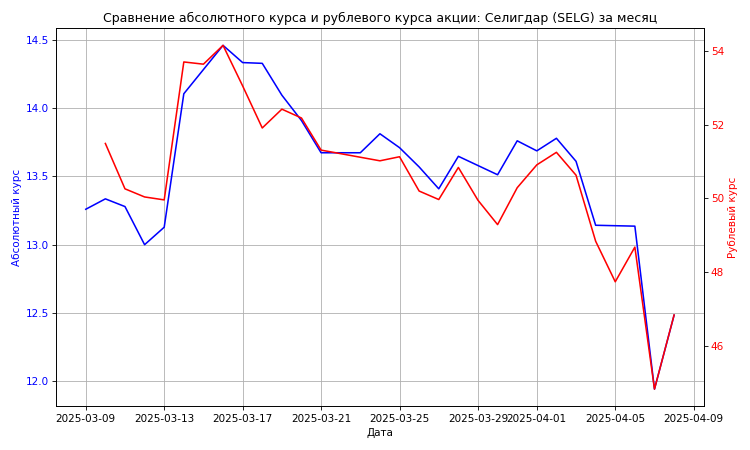 Сравнение абсолютного курса и рублевого курса акции: Селигдар (SELG) за месяц
14.5
14.0
13.5
13.0
12.5
12.0
Абсолютный курс
54
52
50
48
46
Рублевый курс
2025-03-09 2025-03-13 2025-03-17 2025-03-21 2025-03-25 2025-03-29 2025-04-01 2025-04-05 2025-04-09
Дата